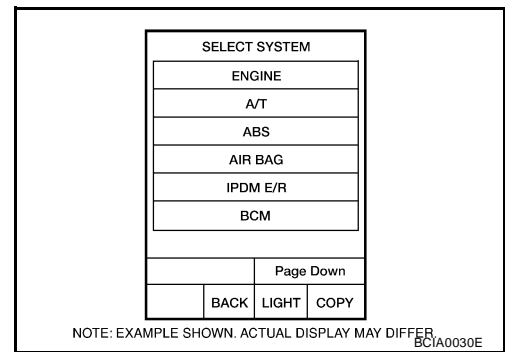 SELECT SYSTEM
ENGINE
A/T
ABS
AIR BAG
IPDM E/R
BCM
Page Down
BACK LIGHT COPY
NOTE: EXAMPLE SHOWN. ACTUAL DISPLAY MAY DIFFER.
BCIA0030E